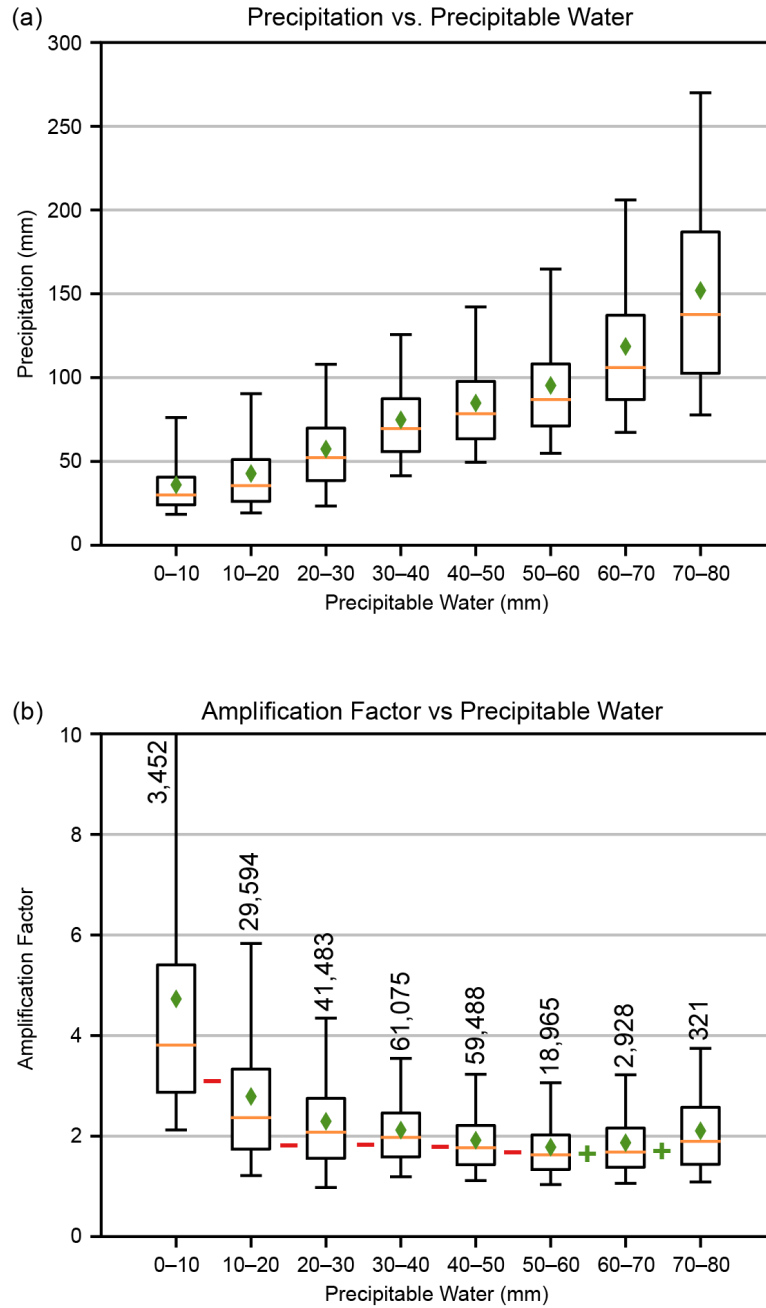 (a)
Precipitation vs. Precipitable Water
300
250
200
150
100
50
0
Precipitation (mm)
0–10 10–20 20–30 30–40 40–50 50–60 60–70 70–80
Precipitable Water (mm)
(b)
Amplification Factor vs Precipitable Water
10
8
6
4
2
0
Amplification Factor
3,452
29,594
41,483
61,075
59,488
18,965
2,928
321
0–10 10–20 20–30 30–40 40–50 50–60 60–70 70–80
Precipitable Water (mm)